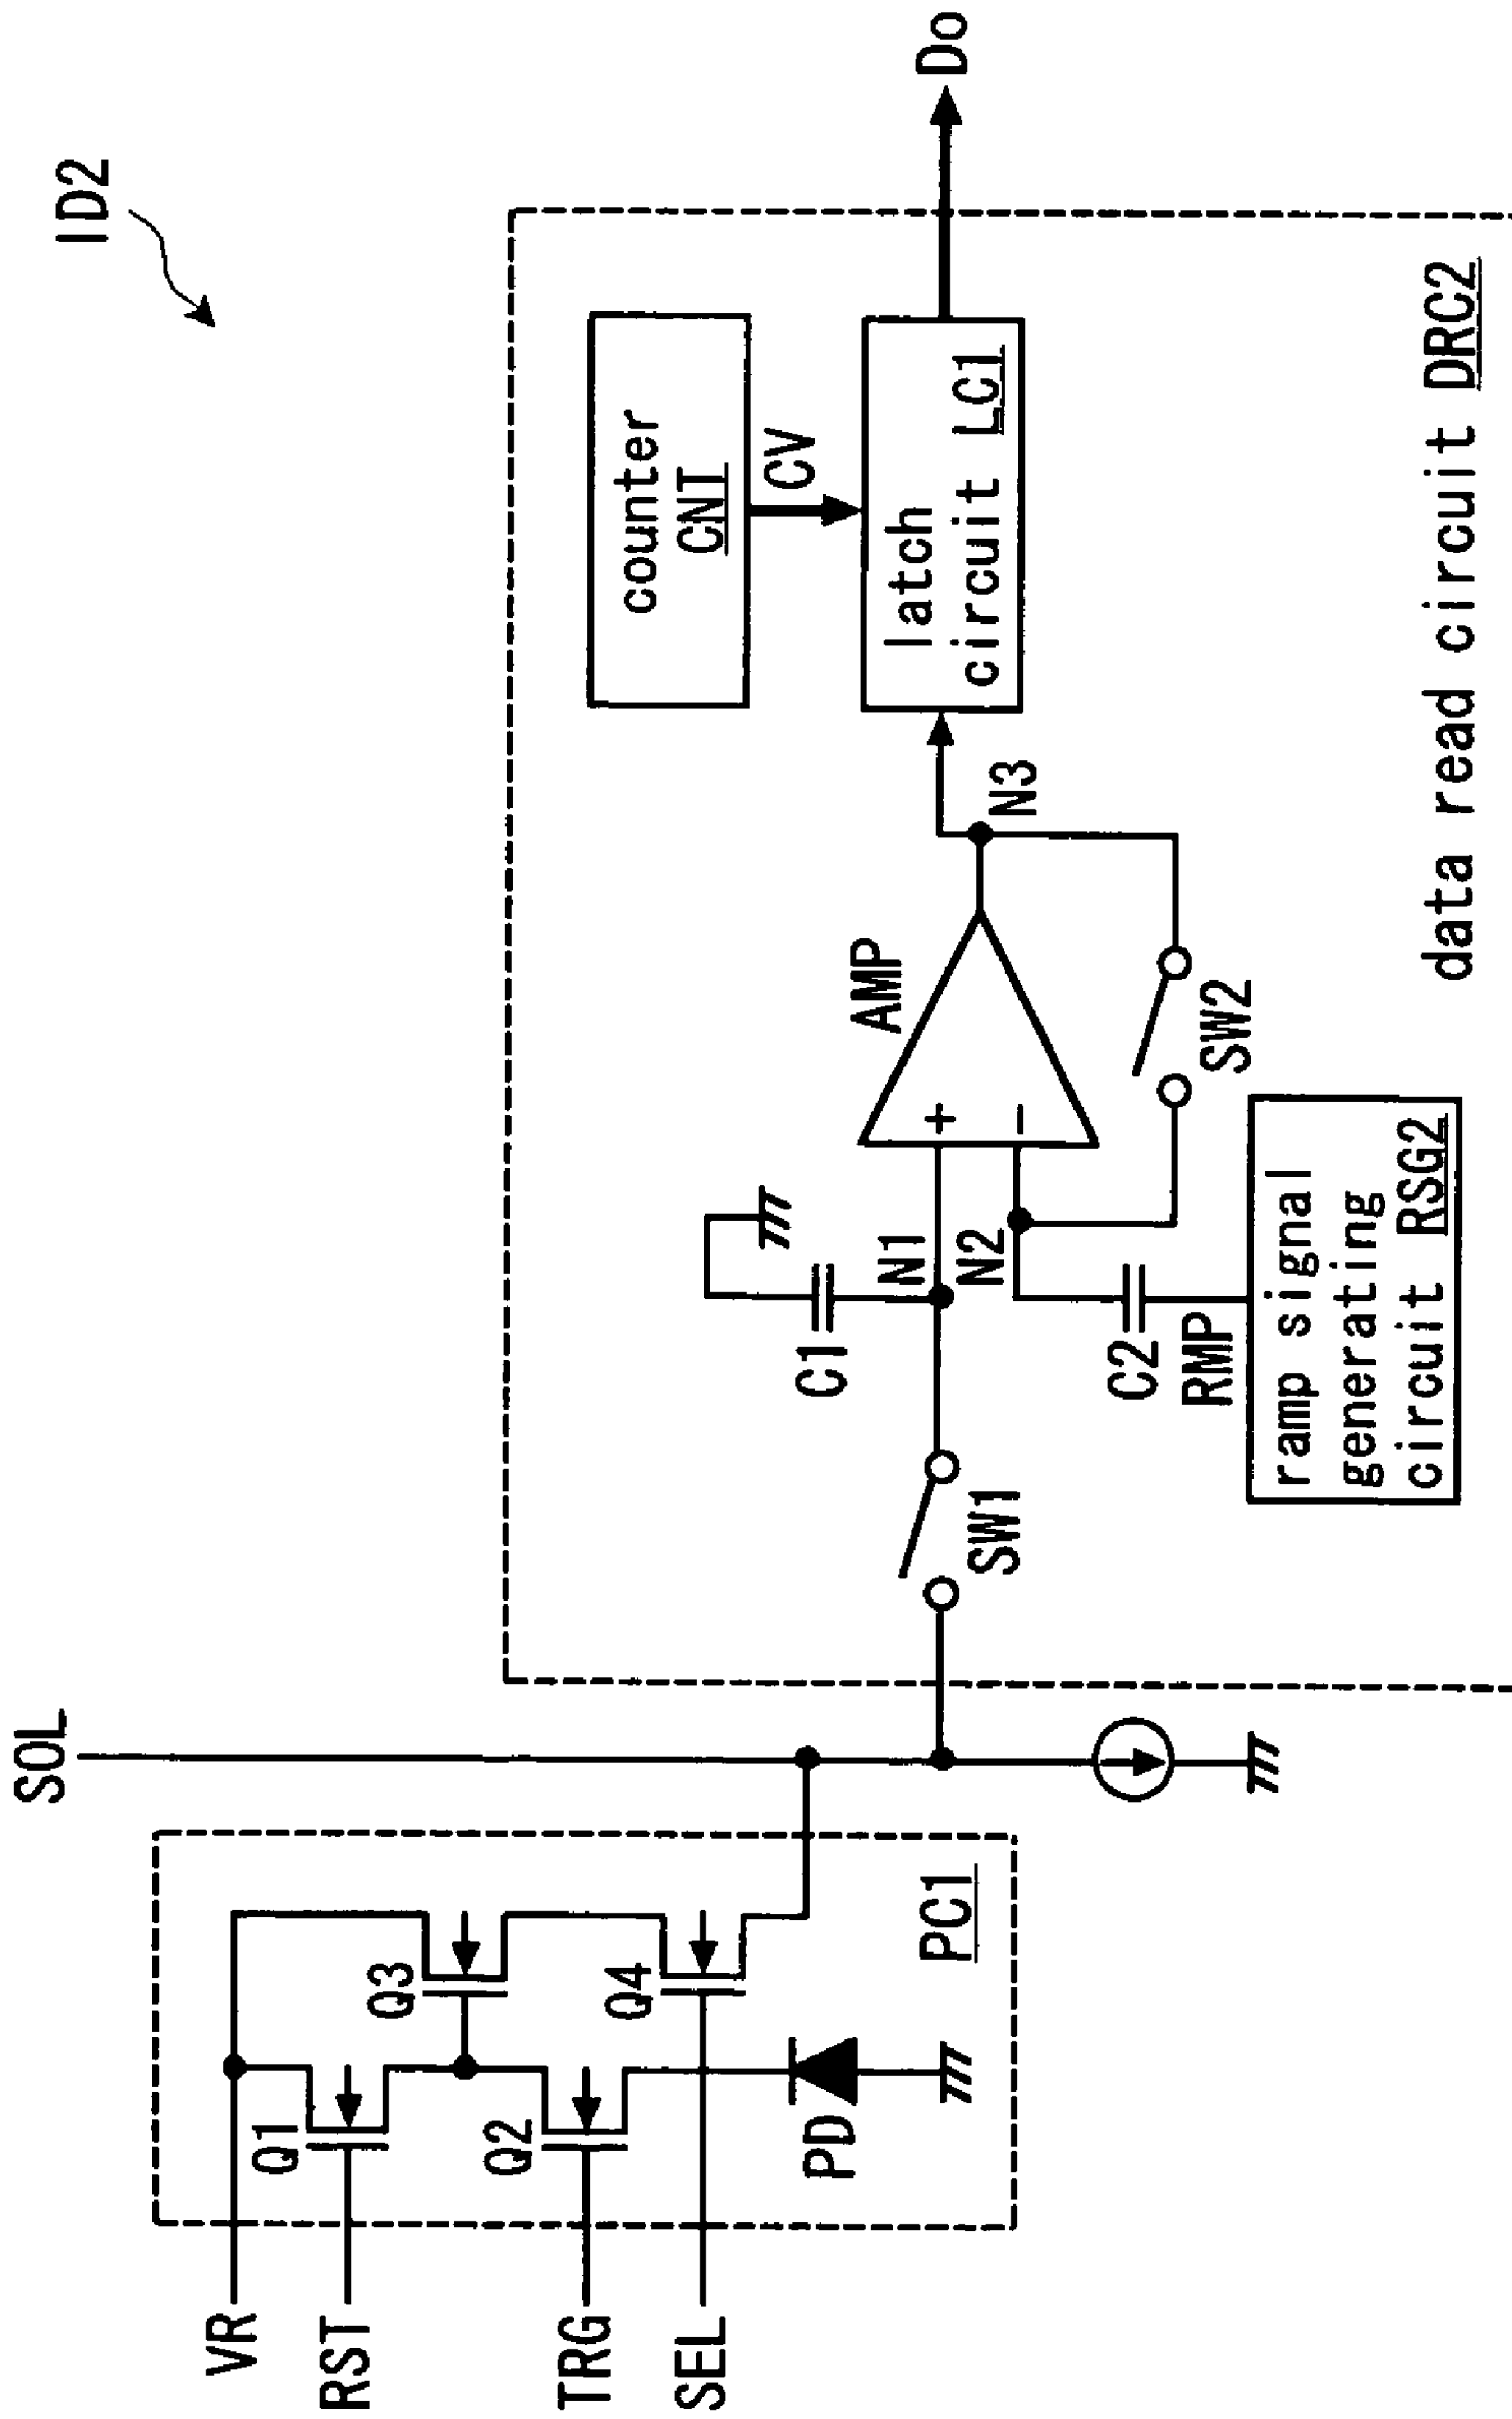 ID2
SOL
VR
RST
TRG
SEL
Q1
Q2
Q3
Q4
PD
PC1
SW1
C1
N1
N2
C2
RMP
ramp signal
generating
circuit RSG2
+
−
AMP
SW2
N3
counter
CNT
CV
latch
circuit LC1
Do
data read circuit DRC2